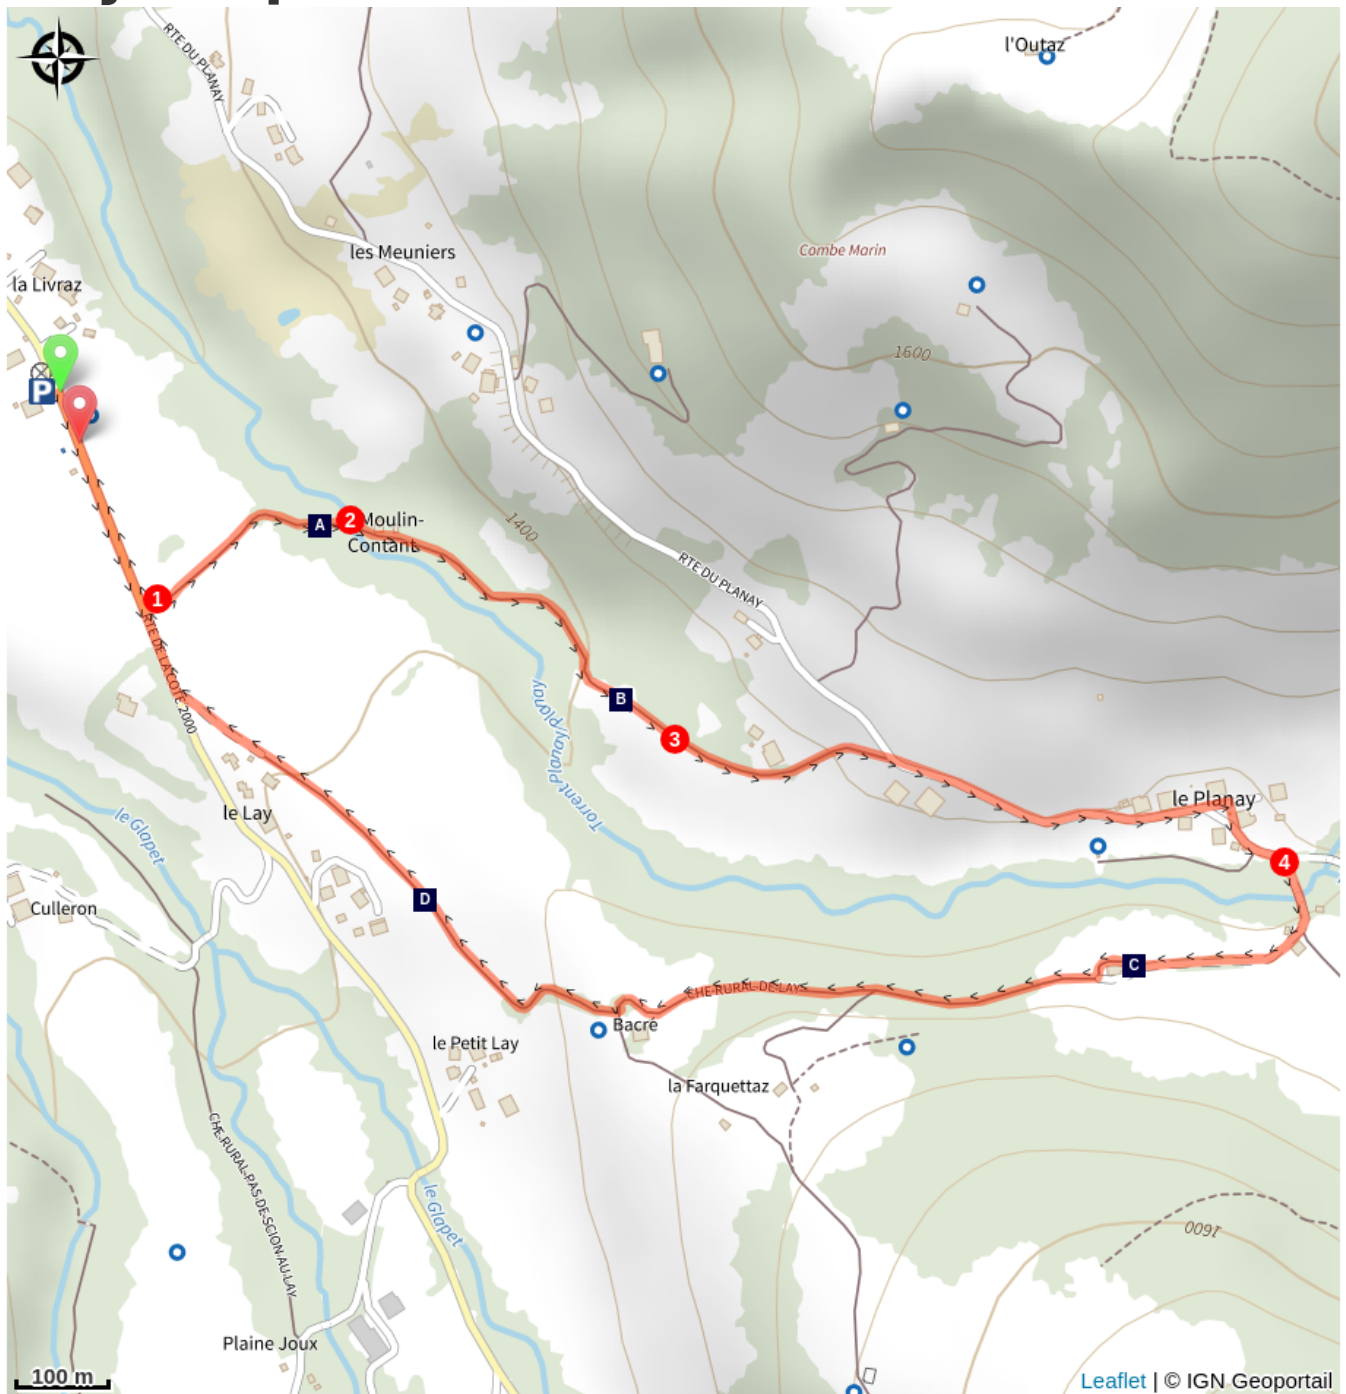 RTE DU PLANAY
l'Outaz
les Meuniers
Combe Marin
la Livraz
1600
P
A
2
Moulin-
Contant
1400
RTE DU PLANAY
1
RTE DE LA COTE 2000
B
3
Torrent Planay/planay
le Planay
le Lay
le Glapet
4
D
Culleron
C
CHE RURAL-DE-LAY
Bacré
le Petit Lay
la Farquettaz
CHE RURAL-PAS-DE-SCION-AU-LAY
le Glapet
1600
Plaine Joux
100 m
Leaflet | © IGN Geoportail